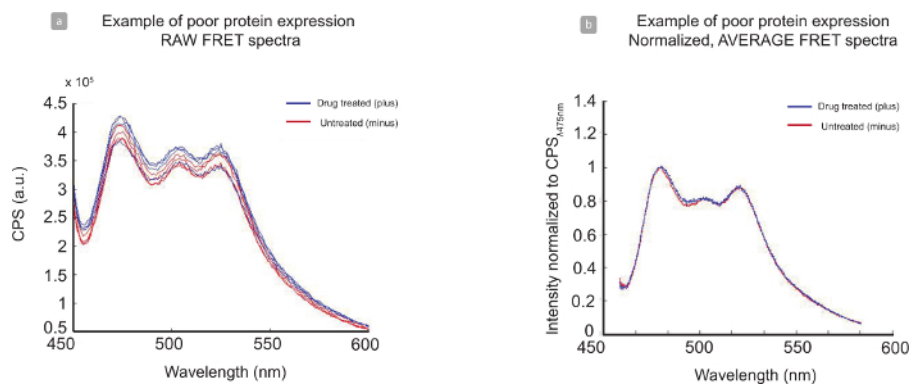 a
Example of poor protein expression
RAW FRET spectra
x 10⁵
4.5
4
3.5
3
2.5
2
1.5
1
0.5
450
500
550
600
CPS (a.u.)
Wavelength (nm)
Drug treated (plus)
Untreated (minus)
b
Example of poor protein expression
Normalized, AVERAGE FRET spectra
1.4
1.2
1.0
0.8
0.6
0.4
0.2
0
450
500
550
600
Intensity normalized to CPS λ475nm
Wavelength (nm)
Drug treated (plus)
Untreated (minus)